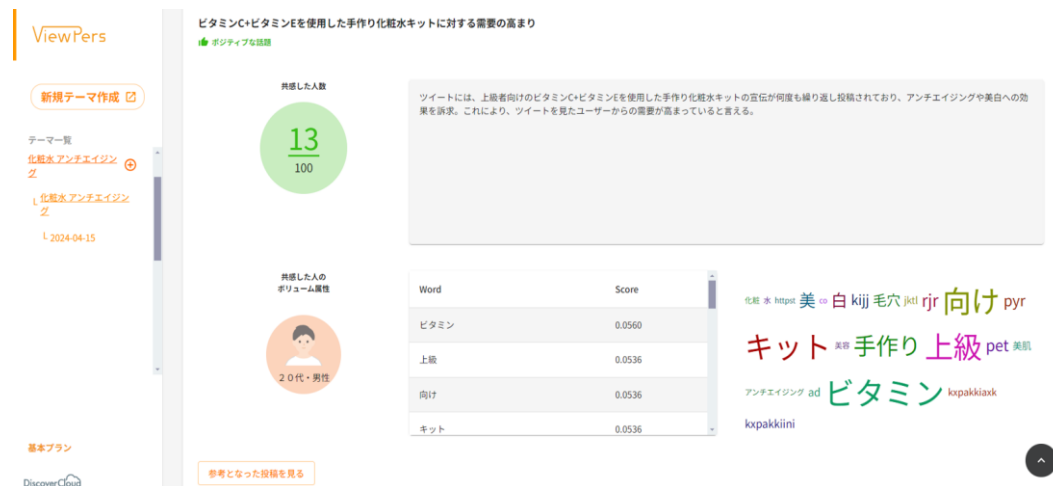 ViewPers
新規テーマ作成
テーマ一覧
化粧水 アンチエイジン
グ
└ 化粧水 アンチエイジン
グ
└ 2024-04-15
基本プラン
DiscoverCloud
ビタミンC+ビタミンEを使用した手作り化粧水キットに対する需要の高まり
ポジティブな話題
共感した人数
13
100
ツイートには、上級者向けのビタミンC+ビタミンEを使用した手作り化粧水キットの宣伝が何度も繰り返し投稿されており、アンチエイジングや美白への効
果を訴求。これにより、ツイートを見たユーザーからの需要が高まっていると言える。
共感した人の
ボリューム属性
20代・男性
Word Score
ビタミン 0.0560
上級 0.0536
向け 0.0536
キット 0.0536
化粧 水 httpst 美 co 白 kijj 毛穴 jktl rjr 向け pyr
キット 美容 手作り 上級 pet 美肌
アンチエイジング ad ビタミン kxpakkiaxk
kxpakkiini
参考となった投稿を見る